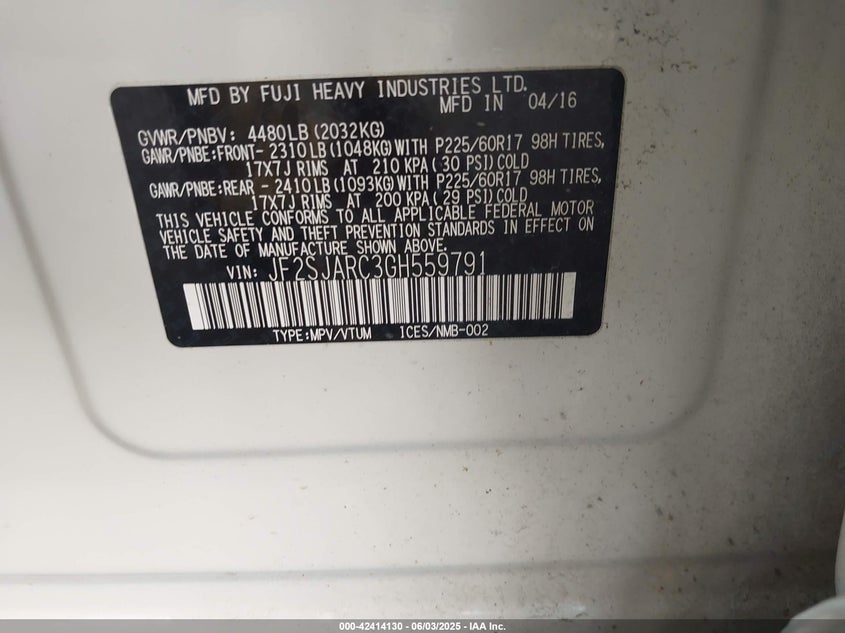 MFD BY FUJI HEAVY INDUSTRIES LTD.
MFD IN 04/16
GVWR/PNBV: 4480LB(2032KG)
GAWR/PNBE:FRONT- 2310LB(1048KG)WITH P225/60R17 98H TIRES,
17X7J RIMS AT 210 KPA(30 PSI)COLD
GAWR/PNBE:REAR - 2410LB(1093KG)WITH P225/60R17 98H TIRES,
17X7J RIMS AT 200 KPA(29 PSI)COLD
THIS VEHICLE CONFORMS TO ALL APPLICABLE FEDERAL MOTOR
VEHICLE SAFETY AND THEFT PREVENTION STANDARDS IN EFFECT ON
THE DATE OF MANUFACTURE SHOWN ABOVE.
VIN: JF2SJARC3GH559791
TYPE:MPV/VTUM ICES/NMB-002
000-42414130 - 06/03/2025 - IAA Inc.